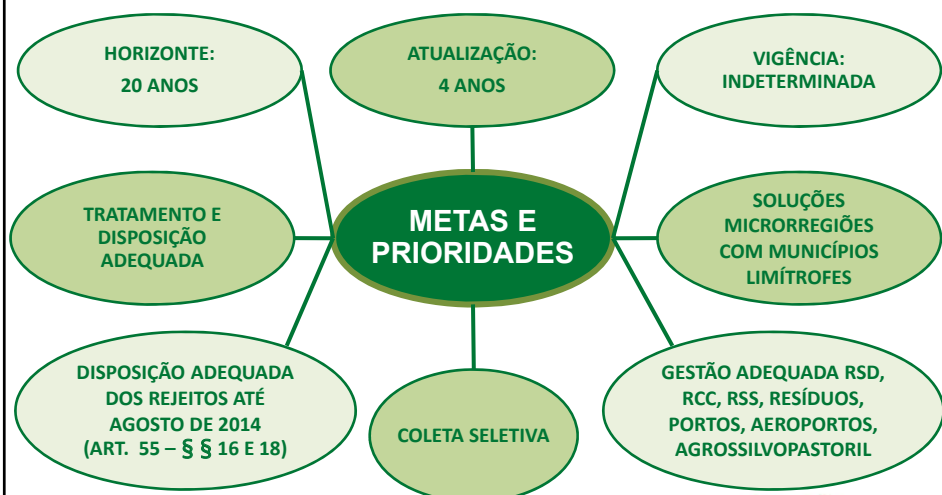 HORIZONTE:
20 ANOS
ATUALIZAÇÃO:
4 ANOS
VIGÊNCIA:
INDETERMINADA
TRATAMENTO E
DISPOSIÇÃO
ADEQUADA
METAS E
PRIORIDADES
SOLUÇÕES
MICRORREGIÕES
COM MUNICÍPIOS
LIMÍTROFES
DISPOSIÇÃO ADEQUADA
DOS REJEITOS ATÉ
AGOSTO DE 2014
(ART. 55 – § § 16 E 18)
COLETA SELETIVA
GESTÃO ADEQUADA RSD,
RCC, RSS, RESÍDUOS,
PORTOS, AEROPORTOS,
AGROSSILVOPASTORIL